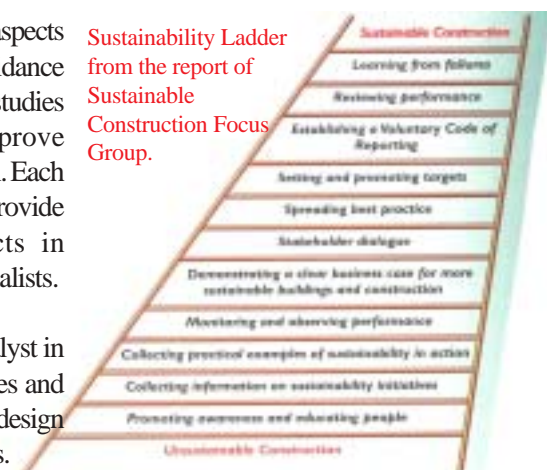 aspects
idance
studies
prove
. Each
rovide
cts in
alists.
lyst in
es and
design
s.
Sustainability Ladder
from the report of
Sustainable
Construction Focus
Group.
Sustainable Construction
Learning from failures
Reviewing performance
Establishing a Voluntary Code of
Reporting
Setting and promoting targets
Spreading best practice
Stakeholder dialogue
Demonstrating a clear business case for more
sustainable buildings and construction
Monitoring and observing performance
Collecting practical examples of sustainability in action
Collecting information on sustainability initiatives
Promoting awareness and educating people
Unsustainable Construction